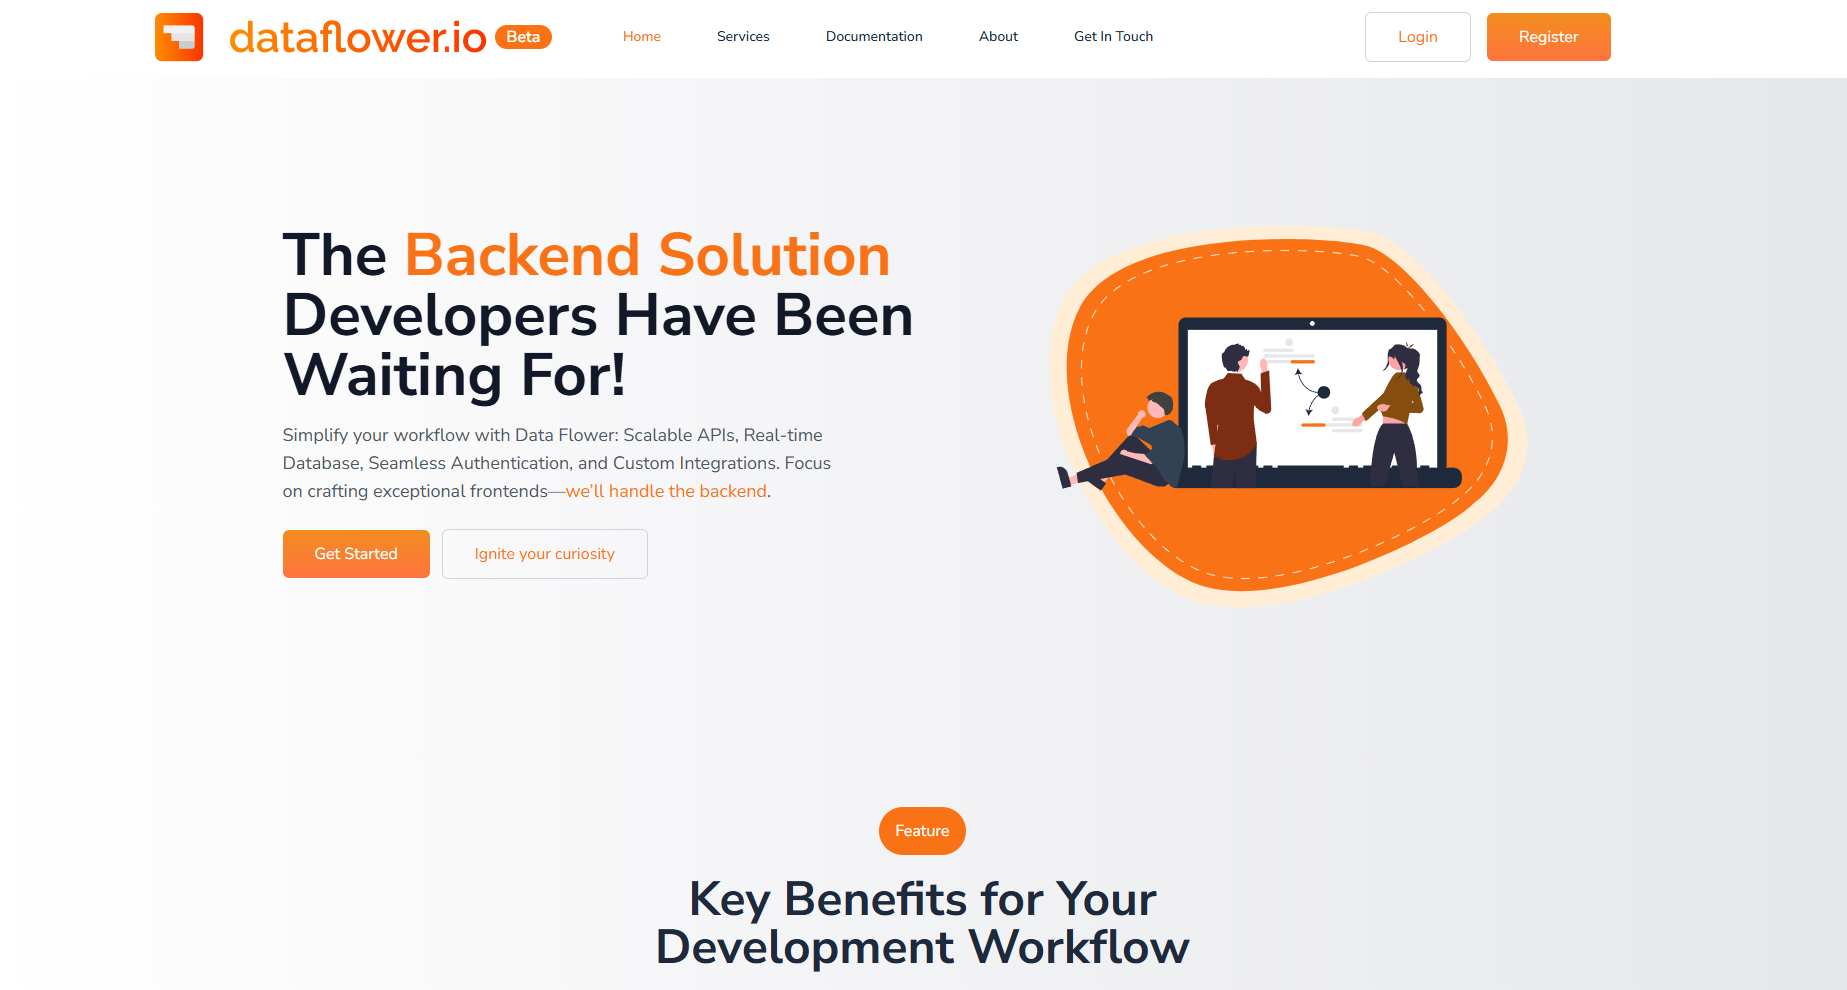 dataflower.io Beta Home Services Documentation About Get In Touch Login Register
The Backend Solution
Developers Have Been
Waiting For!
Simplify your workflow with Data Flower: Scalable APIs, Real-time
Database, Seamless Authentication, and Custom Integrations. Focus
on crafting exceptional frontends—we’ll handle the backend.
Get Started Ignite your curiosity
Feature
Key Benefits for Your
Development Workflow